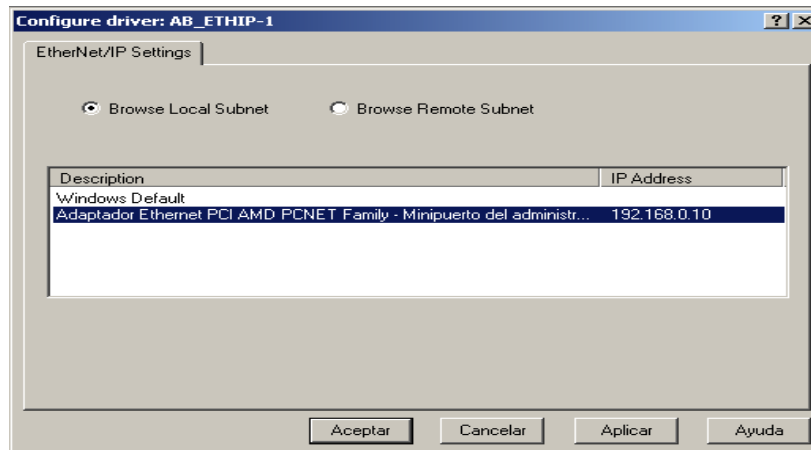 Configure driver: AB_ETHIP-1
EtherNet/IP Settings
Browse Local Subnet Browse Remote Subnet
Description IP Address
Windows Default
Adaptador Ethernet PCI AMD PCNET Family - Minipuerto del administr... 192.168.0.10
Aceptar Cancelar Aplicar Ayuda